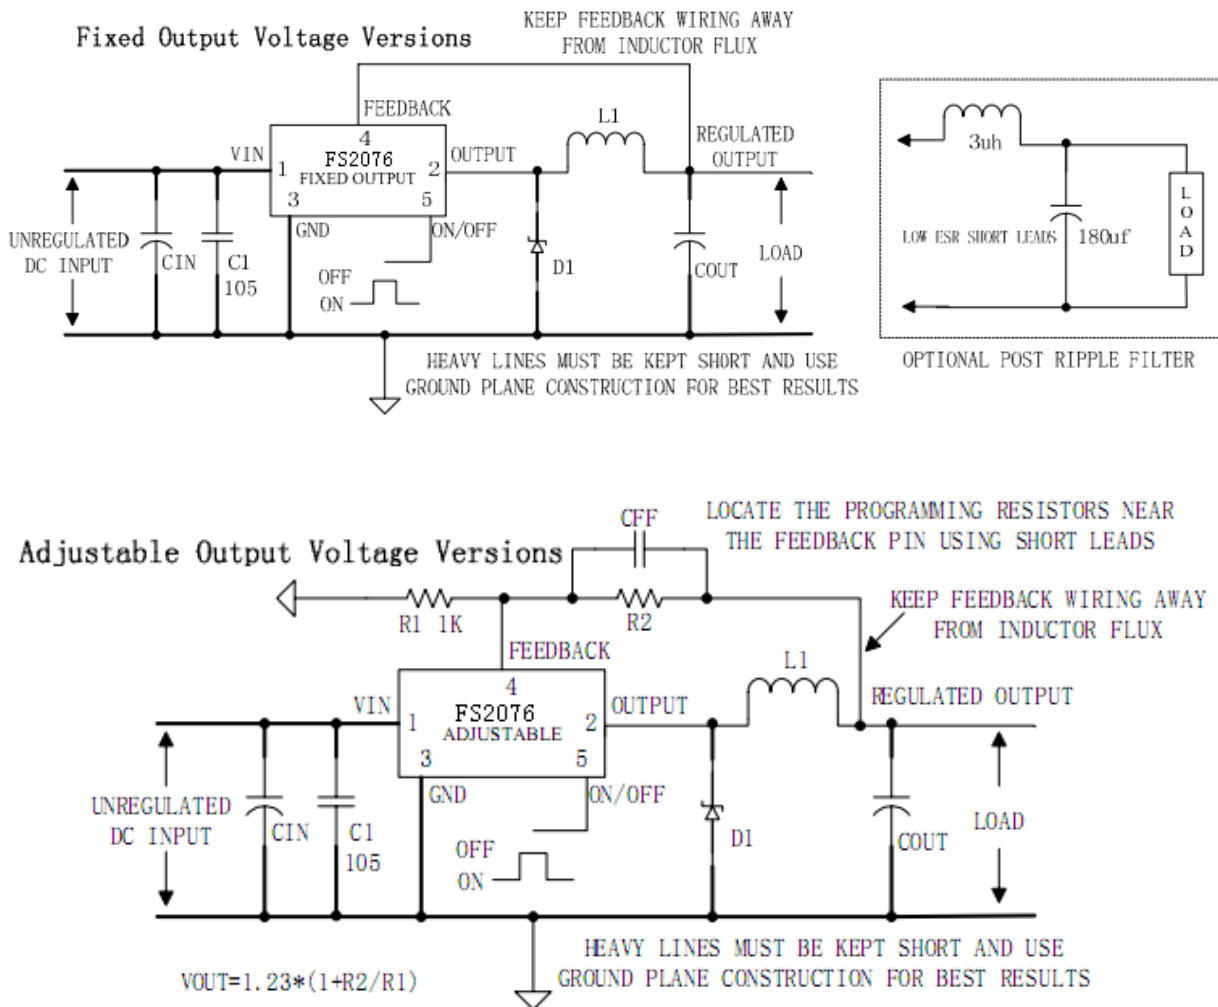 Fixed Output Voltage Versions
KEEP FEEDBACK WIRING AWAY
FROM INDUCTOR FLUX
FEEDBACK
4
L1
REGULATED
OUTPUT
VIN
1
FS2076
FIXED OUTPUT
2
OUTPUT
3
5
GND
ON/OFF
UNREGULATED
DC INPUT
CIN
C1
105
OFF
ON
D1
COUT
LOAD
HEAVY LINES MUST BE KEPT SHORT AND USE
GROUND PLANE CONSTRUCTION FOR BEST RESULTS
3uh
LOW ESR SHORT LEADS
180uf
LOAD
OPTIONAL POST RIPPLE FILTER
Adjustable Output Voltage Versions
CFF
LOCATE THE PROGRAMMING RESISTORS NEAR
THE FEEDBACK PIN USING SHORT LEADS
R1 1K
R2
KEEP FEEDBACK WIRING AWAY
FROM INDUCTOR FLUX
FEEDBACK
4
L1
REGULATED OUTPUT
VIN
1
FS2076
ADJUSTABLE
2
OUTPUT
3
5
GND
ON/OFF
UNREGULATED
DC INPUT
CIN
C1
105
OFF
ON
D1
COUT
LOAD
HEAVY LINES MUST BE KEPT SHORT AND USE
GROUND PLANE CONSTRUCTION FOR BEST RESULTS
VOUT=1.23*(1+R2/R1)